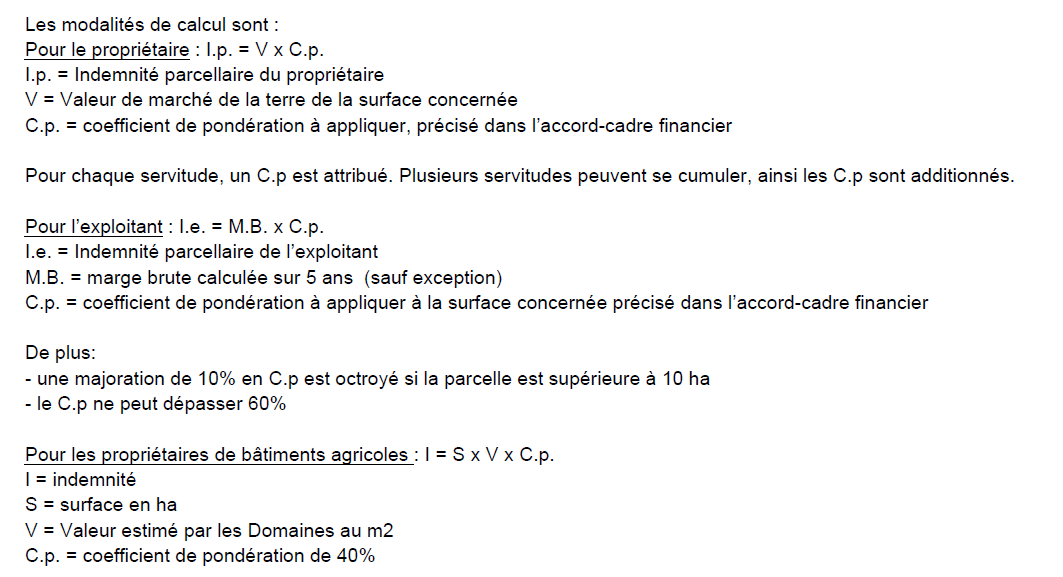 Les modalités de calcul sont :
Pour le propriétaire : I.p. = V x C.p.
I.p. = Indemnité parcellaire du propriétaire
V = Valeur de marché de la terre de la surface concernée
C.p. = coefficient de pondération à appliquer, précisé dans l'accord-cadre financier
Pour chaque servitude, un C.p est attribué. Plusieurs servitudes peuvent se cumuler, ainsi les C.p sont additionnés.
Pour l'exploitant : I.e. = M.B. x C.p.
I.e. = Indemnité parcellaire de l'exploitant
M.B. = marge brute calculée sur 5 ans (sauf exception)
C.p. = coefficient de pondération à appliquer à la surface concernée précisé dans l'accord-cadre financier
De plus:
- une majoration de 10% en C.p est octroyé si la parcelle est supérieure à 10 ha
- le C.p ne peut dépasser 60%
Pour les propriétaires de bâtiments agricoles : I = S x V x C.p.
I = indemnité
S = surface en ha
V = Valeur estimé par les Domaines au m2
C.p. = coefficient de pondération de 40%